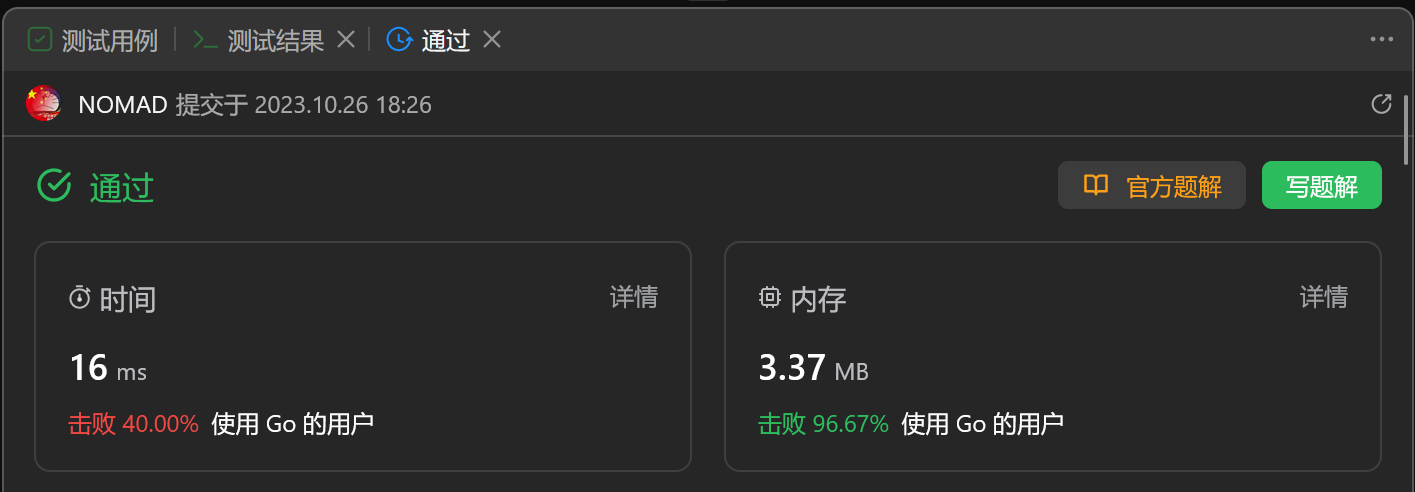 测试用例 测试结果 通过
NOMAD 提交于 2023.10.26 18:26
通过 官方题解 写题解
时间 详情
16 ms
击败 40.00% 使用 Go 的用户
内存 详情
3.37 MB
击败 96.67% 使用 Go 的用户